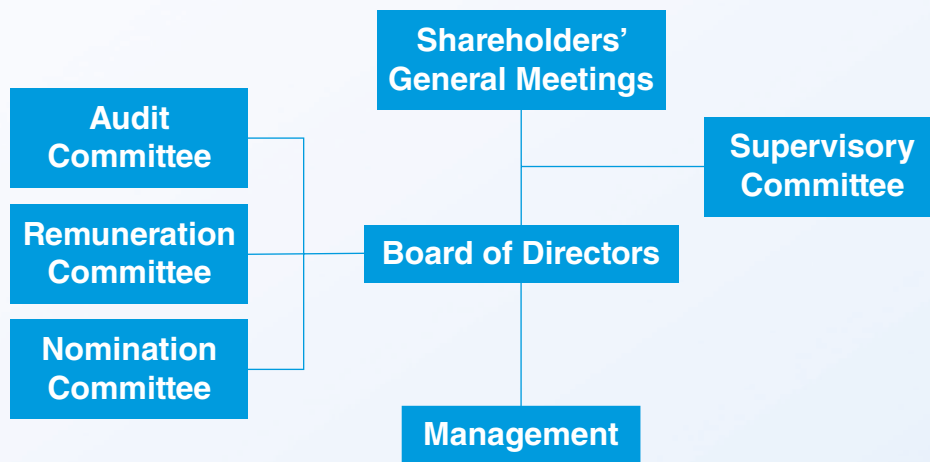 Shareholders’
General Meetings
Audit
Committee
Supervisory
Committee
Remuneration
Committee
Board of Directors
Nomination
Committee
Management